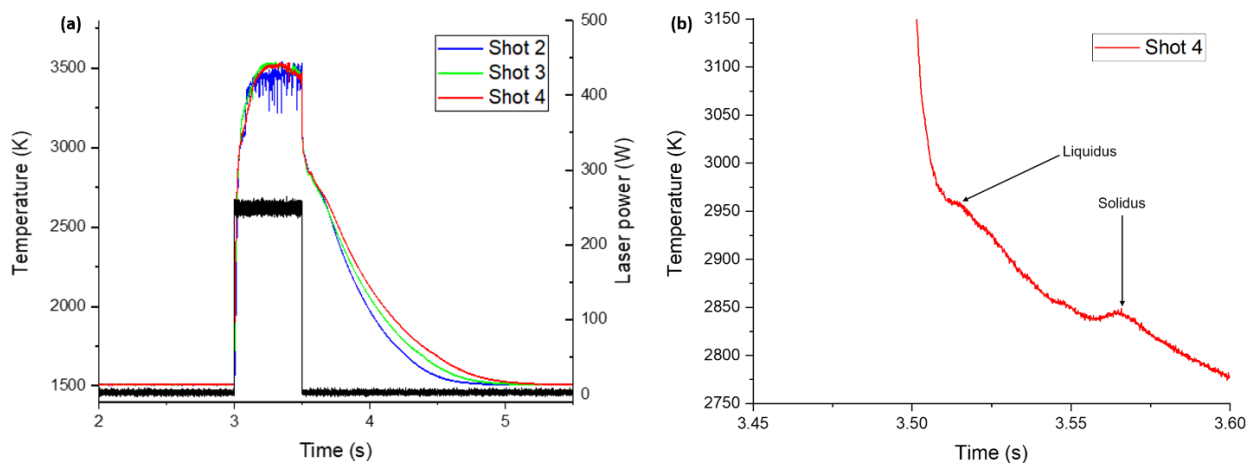 (a)
500
Shot 2
Shot 3
Shot 4
3500
400
Temperature (K)
3000
300
Laser power (W)
2500
200
2000
100
1500
0
2
3
4
5
Time (s)
(b)
3150
Shot 4
3100
3050
3000
Liquidus
Temperature (K)
2950
Solidus
2900
2850
2800
2750
3.45
3.50
3.55
3.60
Time (s)